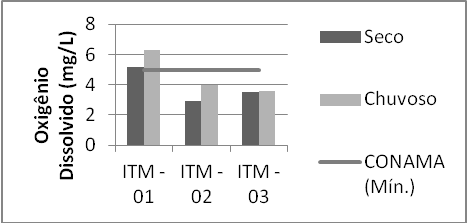 Oxigênio
Dissolvido (mg/L)
8
6
4
2
0
ITM -
01
ITM -
02
ITM -
03
Seco
Chuvoso
CONAMA
(Mín.)